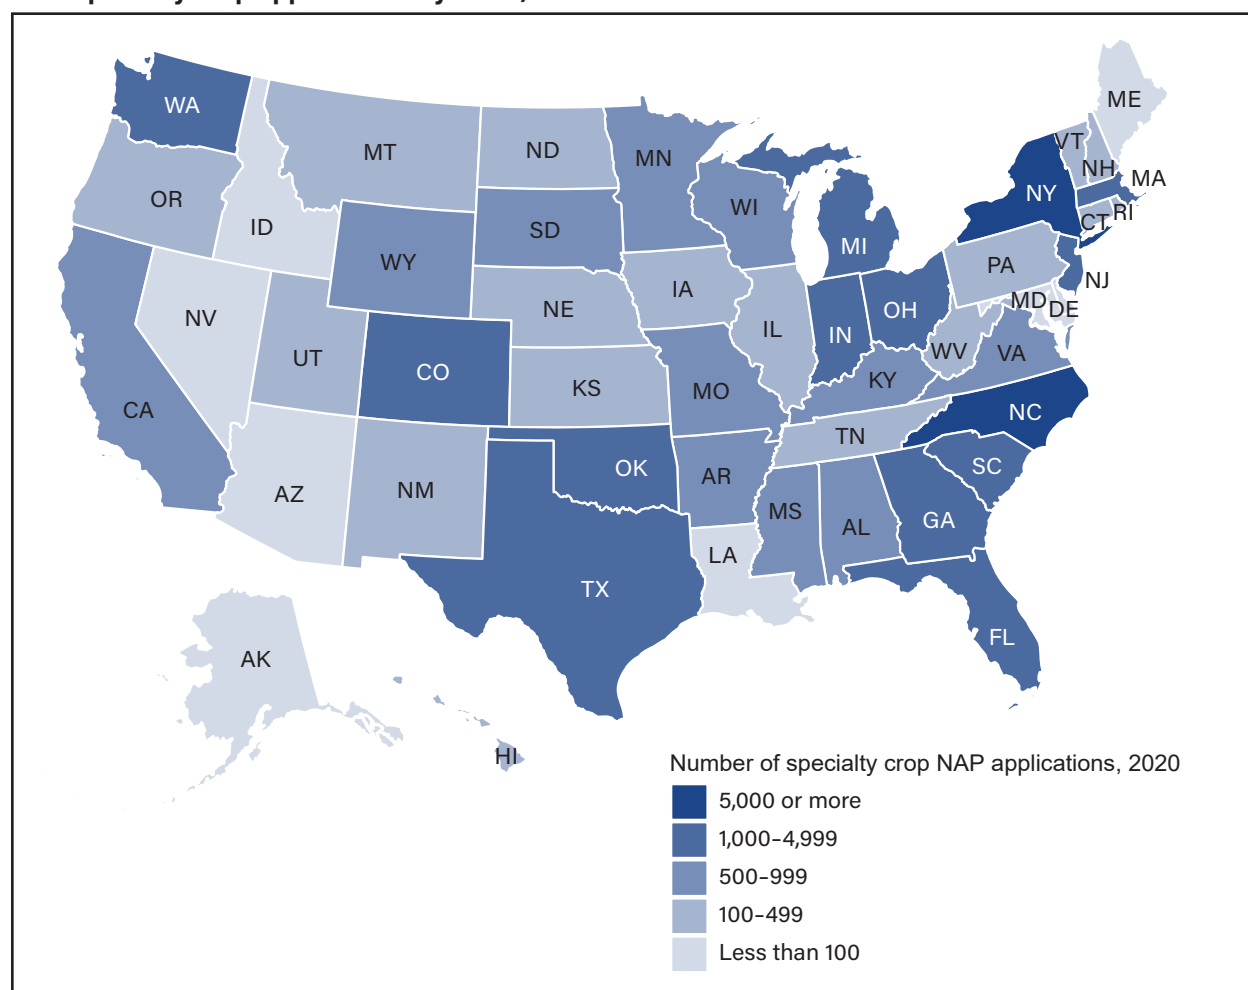 WA
ME
MT
ND
VT
MN
NH
MA
OR
WI
NY
RI
ID
SD
CT
MI
WY
PA
NJ
IA
MD
DE
NE
OH
NV
IL
IN
UT
WV
VA
CO
KY
KS
MO
CA
NC
TN
OK
SC
AR
AZ
NM
MS
GA
AL
LA
TX
FL
AK
HI
Number of specialty crop NAP applications, 2020
5,000 or more
1,000–4,999
500–999
100–499
Less than 100